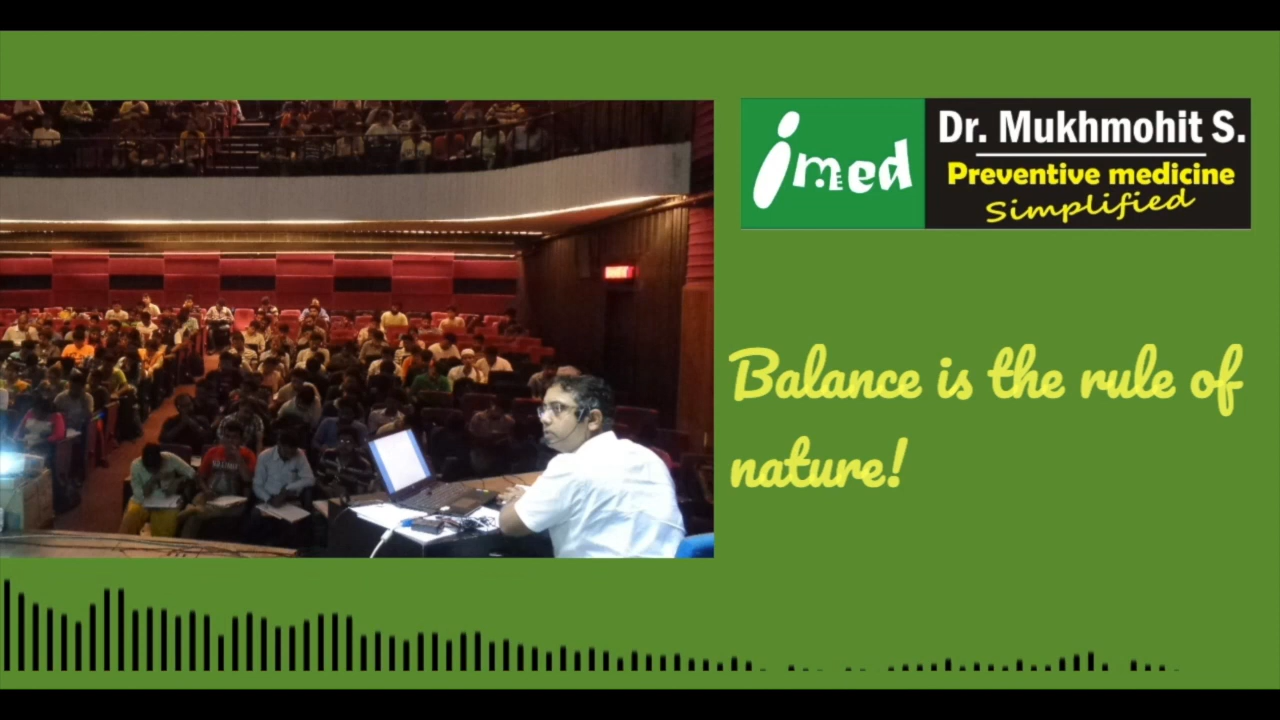 imed
Dr. Mukhmohit S.
Preventive medicine
Simplified
Balance is the rule of
nature!